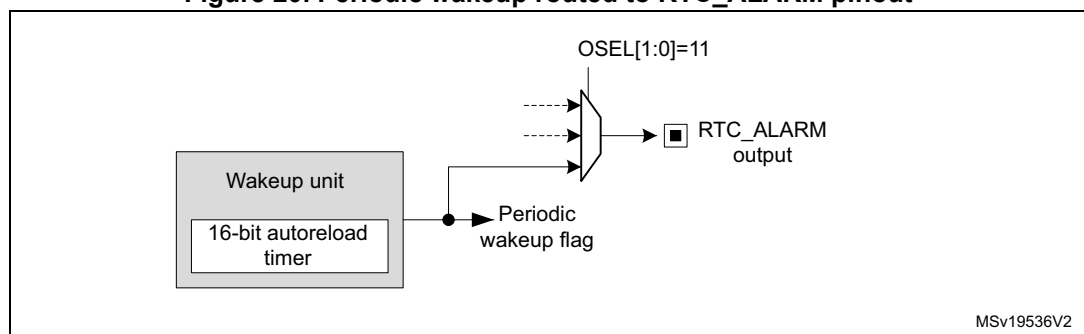 Figure Periodic wakeup routed to RTC_ALARM pinout
OSEL[1:0]=11
RTC_ALARM
output
Wakeup unit
16-bit autoreload
timer
Periodic
wakeup flag
MSv19536V2